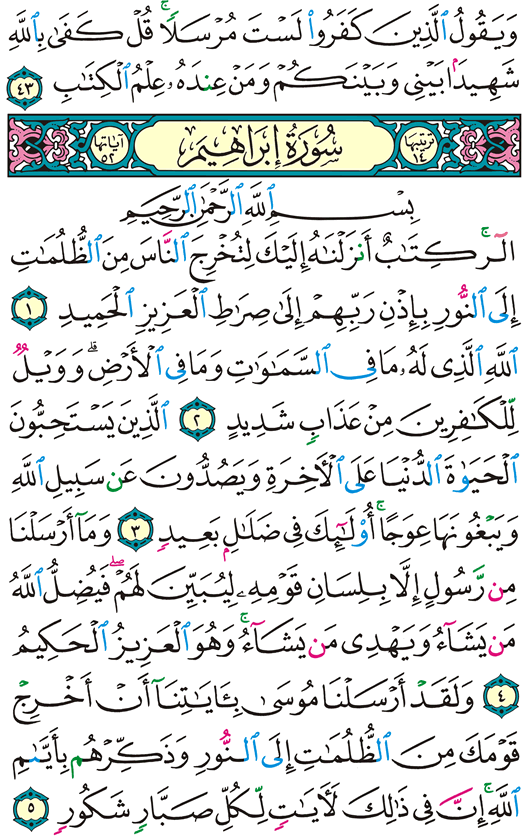 وَيَقُولُ ٱلَّذِينَ كَفَرُوا۟ لَسْتَ مُرْسَلًا ۚ قُلْ كَفَىٰ بِٱللَّهِ
شَهِيدًۢا بَيْنِى وَبَيْنَكُمْ وَمَنْ عِندَهُۥ عِلْمُ ٱلْكِتَٰبِ ٤٣
ترتيبها ١٤ سُورَةُ إِبْرَاهِيم آياتها ٥٢
بِسْمِ ٱللَّهِ ٱلرَّحْمَٰنِ ٱلرَّحِيمِ
الٓر ۚ كِتَٰبٌ أَنزَلْنَٰهُ إِلَيْكَ لِتُخْرِجَ ٱلنَّاسَ مِنَ ٱلظُّلُمَٰتِ
إِلَى ٱلنُّورِ بِإِذْنِ رَبِّهِمْ إِلَىٰ صِرَٰطِ ٱلْعَزِيزِ ٱلْحَمِيدِ ١
ٱللَّهِ ٱلَّذِى لَهُۥ مَا فِى ٱلسَّمَٰوَٰتِ وَمَا فِى ٱلْأَرْضِ ۗ وَوَيْلٌ
لِّلْكَٰفِرِينَ مِنْ عَذَابٍ شَدِيدٍ ٢ ٱلَّذِينَ يَسْتَحِبُّونَ
ٱلْحَيَوٰةَ ٱلدُّنْيَا عَلَى ٱلْءَاخِرَةِ وَيَصُدُّونَ عَن سَبِيلِ ٱللَّهِ
وَيَبْغُونَهَا عِوَجًا ۚ أُو۟لَٰٓئِكَ فِى ضَلَٰلٍۭ بَعِيدٍ ٣ وَمَآ أَرْسَلْنَا
مِن رَّسُولٍ إِلَّا بِلِسَانِ قَوْمِهِۦ لِيُبَيِّنَ لَهُمْ ۖ فَيُضِلُّ ٱللَّهُ
مَن يَشَآءُ وَيَهْدِى مَن يَشَآءُ ۚ وَهُوَ ٱلْعَزِيزُ ٱلْحَكِيمُ
٤ وَلَقَدْ أَرْسَلْنَا مُوسَىٰ بِـَٔايَٰتِنَآ أَنْ أَخْرِجْ
قَوْمَكَ مِنَ ٱلظُّلُمَٰتِ إِلَى ٱلنُّورِ وَذَكِّرْهُم بِأَيَّىٰمِ
ٱللَّهِ ۚ إِنَّ فِى ذَٰلِكَ لَءَايَٰتٍ لِّكُلِّ صَبَّارٍ شَكُورٍ ٥